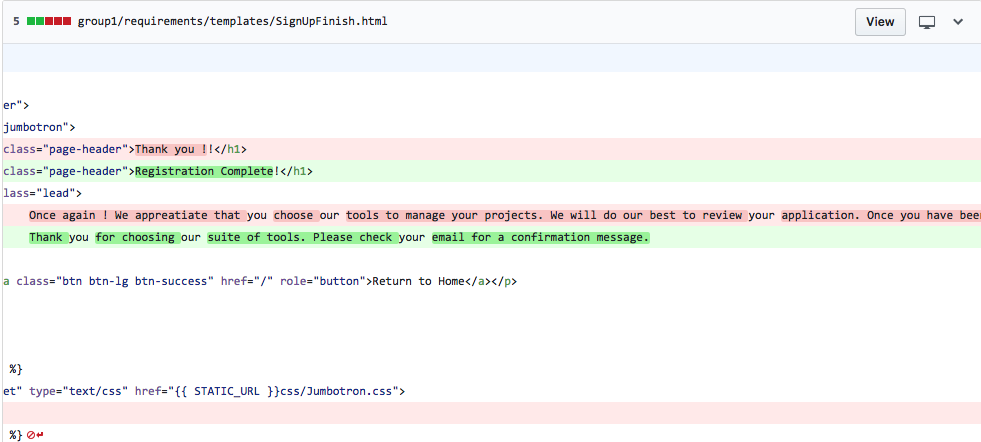 5 group1/requirements/templates/SignUpFinish.html View
er">
jumbotron">
class="page-header">Thank you !!</h1>
class="page-header">Registration Complete!</h1>
lass="lead">
Once again ! We appreatiate that you choose our tools to manage your projects. We will do our best to review your application. Once you have been
Thank you for choosing our suite of tools. Please check your email for a confirmation message.
a class="btn btn-lg btn-success" href="/" role="button">Return to Home</a></p>
%}
et" type="text/css" href="{{ STATIC_URL }}css/Jumbotron.css">
%}